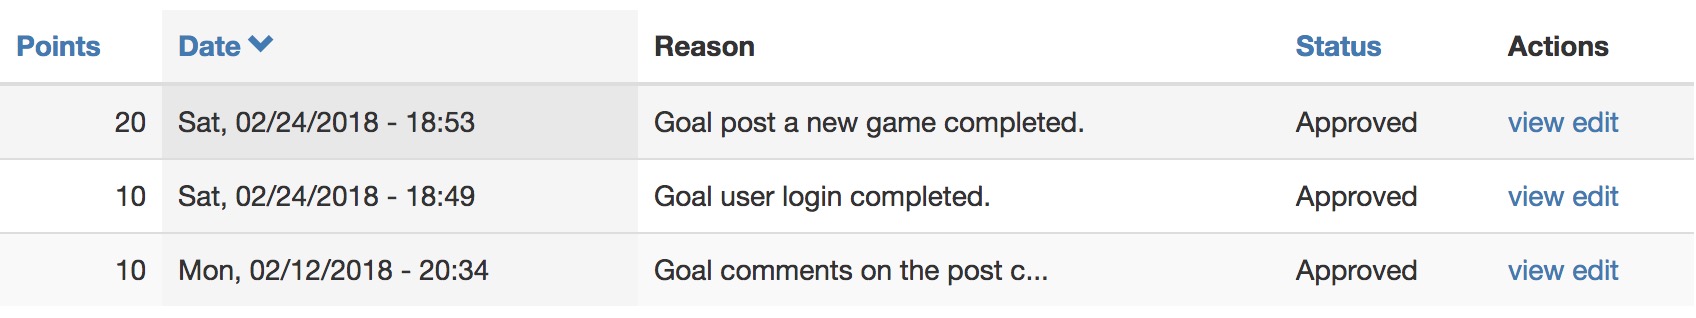 Points Date Reason Status Actions
20 Sat, 02/24/2018 - 18:53 Goal post a new game completed. Approved view edit
10 Sat, 02/24/2018 - 18:49 Goal user login completed. Approved view edit
10 Mon, 02/12/2018 - 20:34 Goal comments on the post c... Approved view edit